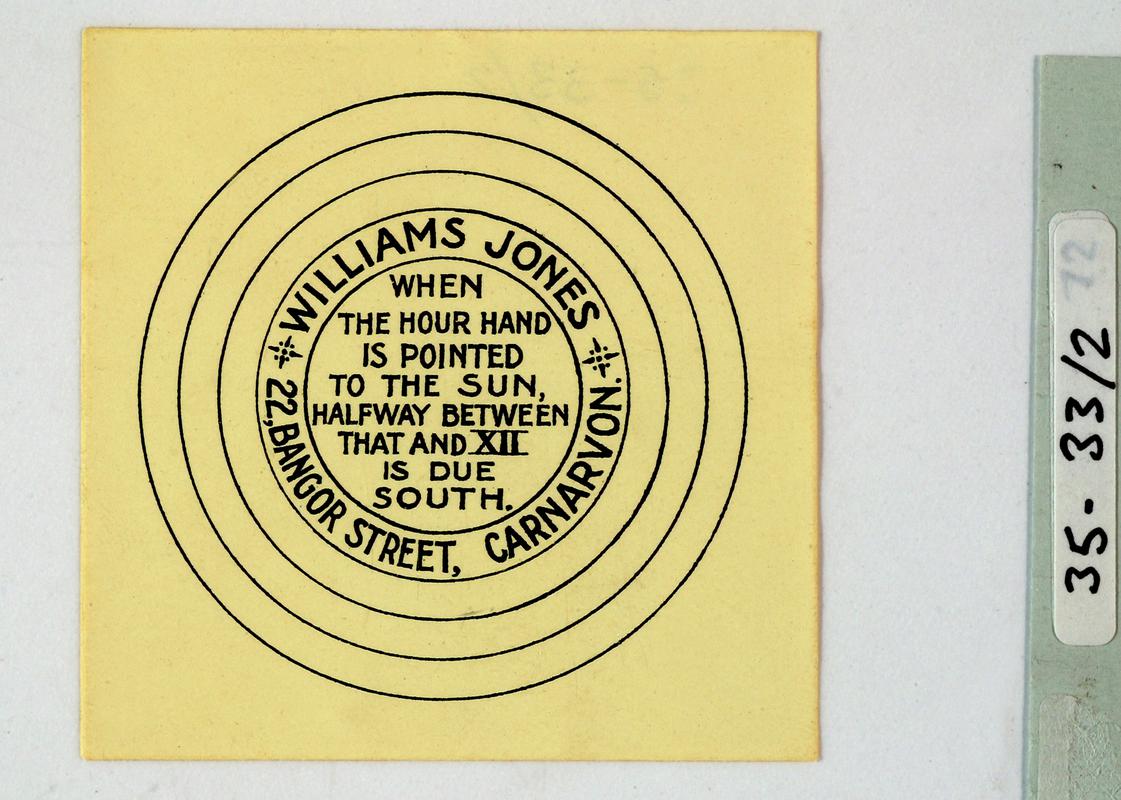 WILLIAMS JONES
22, BANGOR STREET, CARNARVON.
WHEN
THE HOUR HAND
IS POINTED
TO THE SUN,
HALFWAY BETWEEN
THAT AND XII
IS DUE
SOUTH.
35-33/2
72